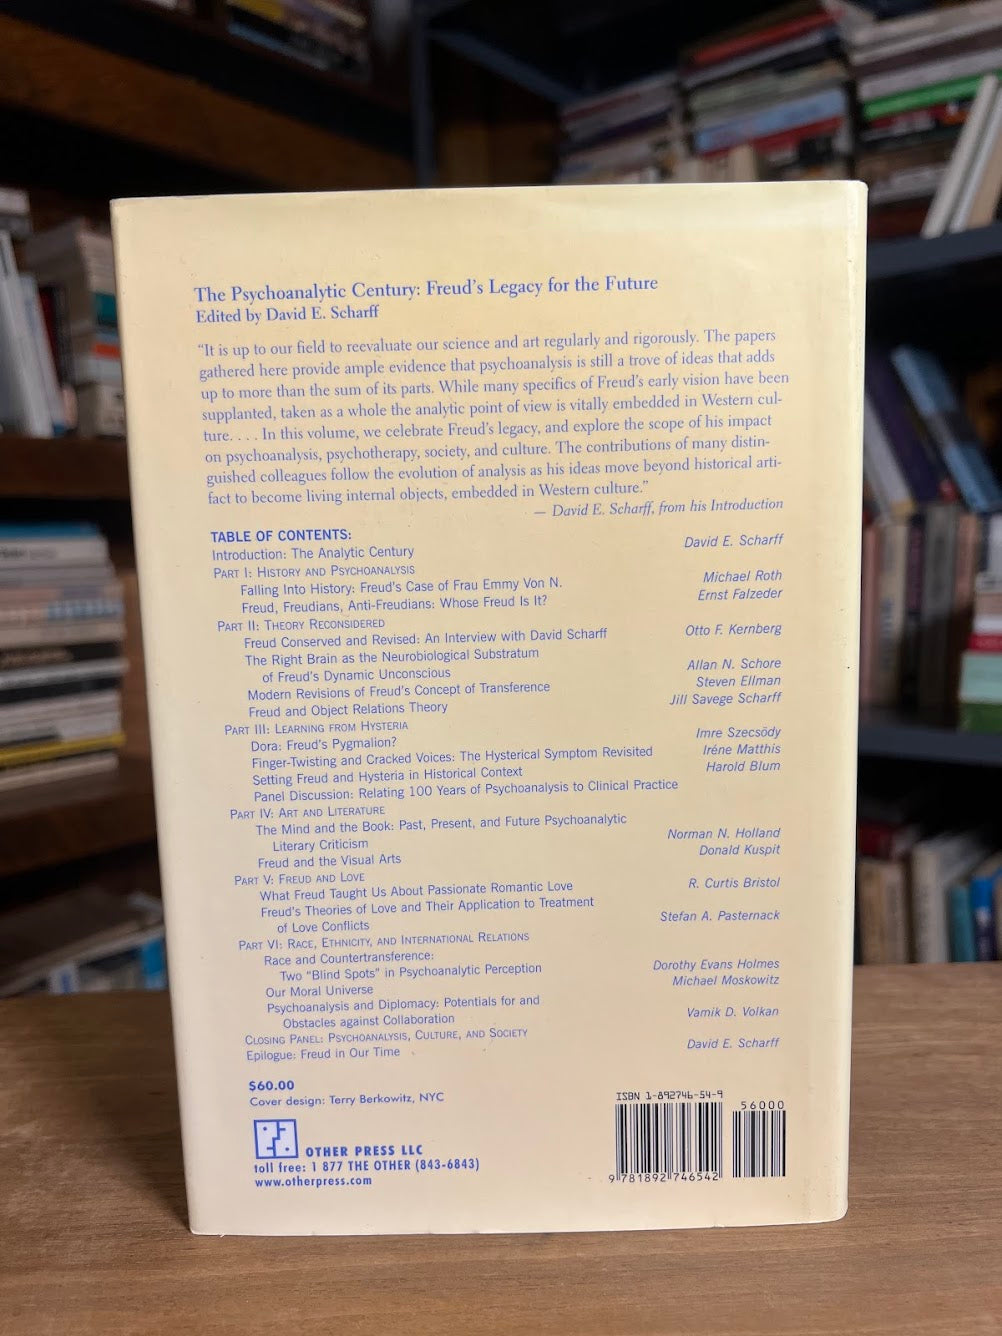 The Psychoanalytic Century: Freud's Legacy for the Future
Edited by David E. Scharff
"It is up to our field to reevaluate our science and art regularly and rigorously. The papers
gathered here provide ample evidence that psychoanalysis is still a trove of ideas that adds
up to more than the sum of its parts. While many specifics of Freud's early vision have been
supplanted, taken as a whole the analytic point of view is vitally embedded in Western cul-
ture. . . . In this volume, we celebrate Freud's legacy, and explore the scope of his impact
on psychoanalysis, psychotherapy, society, and culture. The contributions of many distin-
guished colleagues follow the evolution of analysis as his ideas move beyond historical arti-
fact to become living internal objects, embedded in Western culture."
— David E. Scharff, from his Introduction
TABLE OF CONTENTS:
Introduction: The Analytic Century David E. Scharff
PART I: HISTORY AND PSYCHOANALYSIS
Falling Into History: Freud's Case of Frau Emmy Von N. Michael Roth
Freud, Freudians, Anti-Freudians: Whose Freud Is It? Ernst Falzeder
PART II: THEORY RECONSIDERED
Freud Conserved and Revised: An Interview with David Scharff Otto F. Kernberg
The Right Brain as the Neurobiological Substratum
of Freud's Dynamic Unconscious Allan N. Schore
Modern Revisions of Freud's Concept of Transference Steven Ellman
Freud and Object Relations Theory Jill Savege Scharff
PART III: LEARNING FROM HYSTERIA
Dora: Freud's Pygmalion? Imre Szecsödy
Finger-Twisting and Cracked Voices: The Hysterical Symptom Revisited Iréne Matthis
Setting Freud and Hysteria in Historical Context Harold Blum
Panel Discussion: Relating 100 Years of Psychoanalysis to Clinical Practice
PART IV: ART AND LITERATURE
The Mind and the Book: Past, Present, and Future Psychoanalytic
Literary Criticism Norman N. Holland
Freud and the Visual Arts Donald Kuspit
PART V: FREUD AND LOVE
What Freud Taught Us About Passionate Romantic Love R. Curtis Bristol
Freud's Theories of Love and Their Application to Treatment
of Love Conflicts Stefan A. Pasternack
PART VI: RACE, ETHNICITY, AND INTERNATIONAL RELATIONS
Race and Countertransference:
Two "Blind Spots" in Psychoanalytic Perception Dorothy Evans Holmes
Our Moral Universe Michael Moskowitz
Psychoanalysis and Diplomacy: Potentials for and
Obstacles against Collaboration Vamik D. Volkan
CLOSING PANEL: PSYCHOANALYSIS, CULTURE, AND SOCIETY
Epilogue: Freud in Our Time David E. Scharff
$60.00
Cover design: Terry Berkowitz, NYC
OTHER PRESS LLC
toll free: 1 877 THE OTHER (843-6843)
www.otherpress.com
ISBN 1-892746-54-9
56000
9 781892 746542